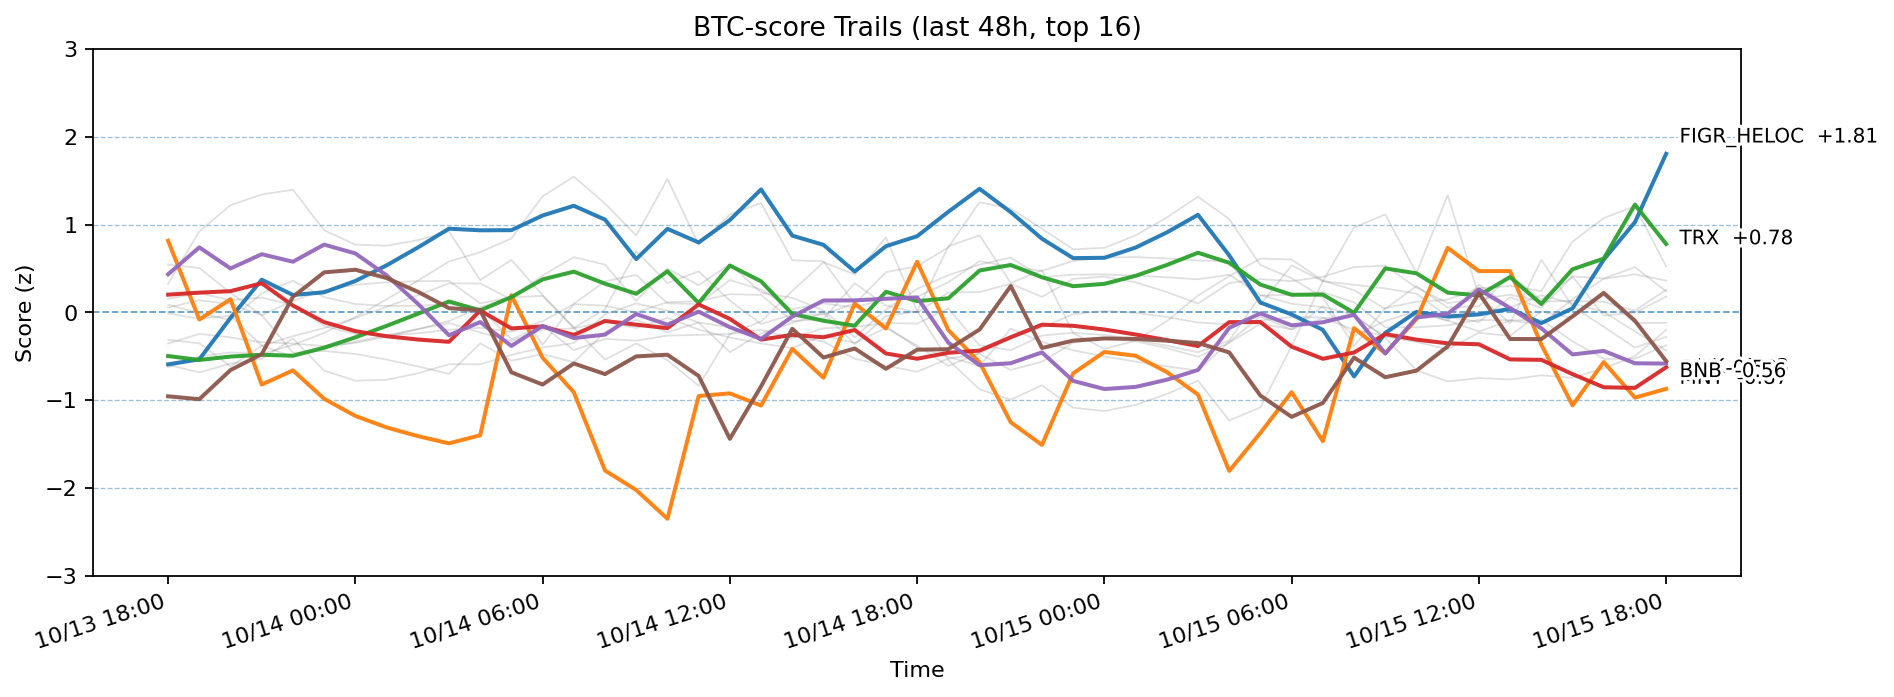 BTC-score Trails (last 48h, top 16)
3
2
1
0
−1
−2
−3
Score (z)
FIGR_HELOC +1.81
TRX +0.78
BNB -0.56
10/13 18:00
10/14 00:00
10/14 06:00
10/14 12:00
10/14 18:00
10/15 00:00
10/15 06:00
10/15 12:00
10/15 18:00
Time